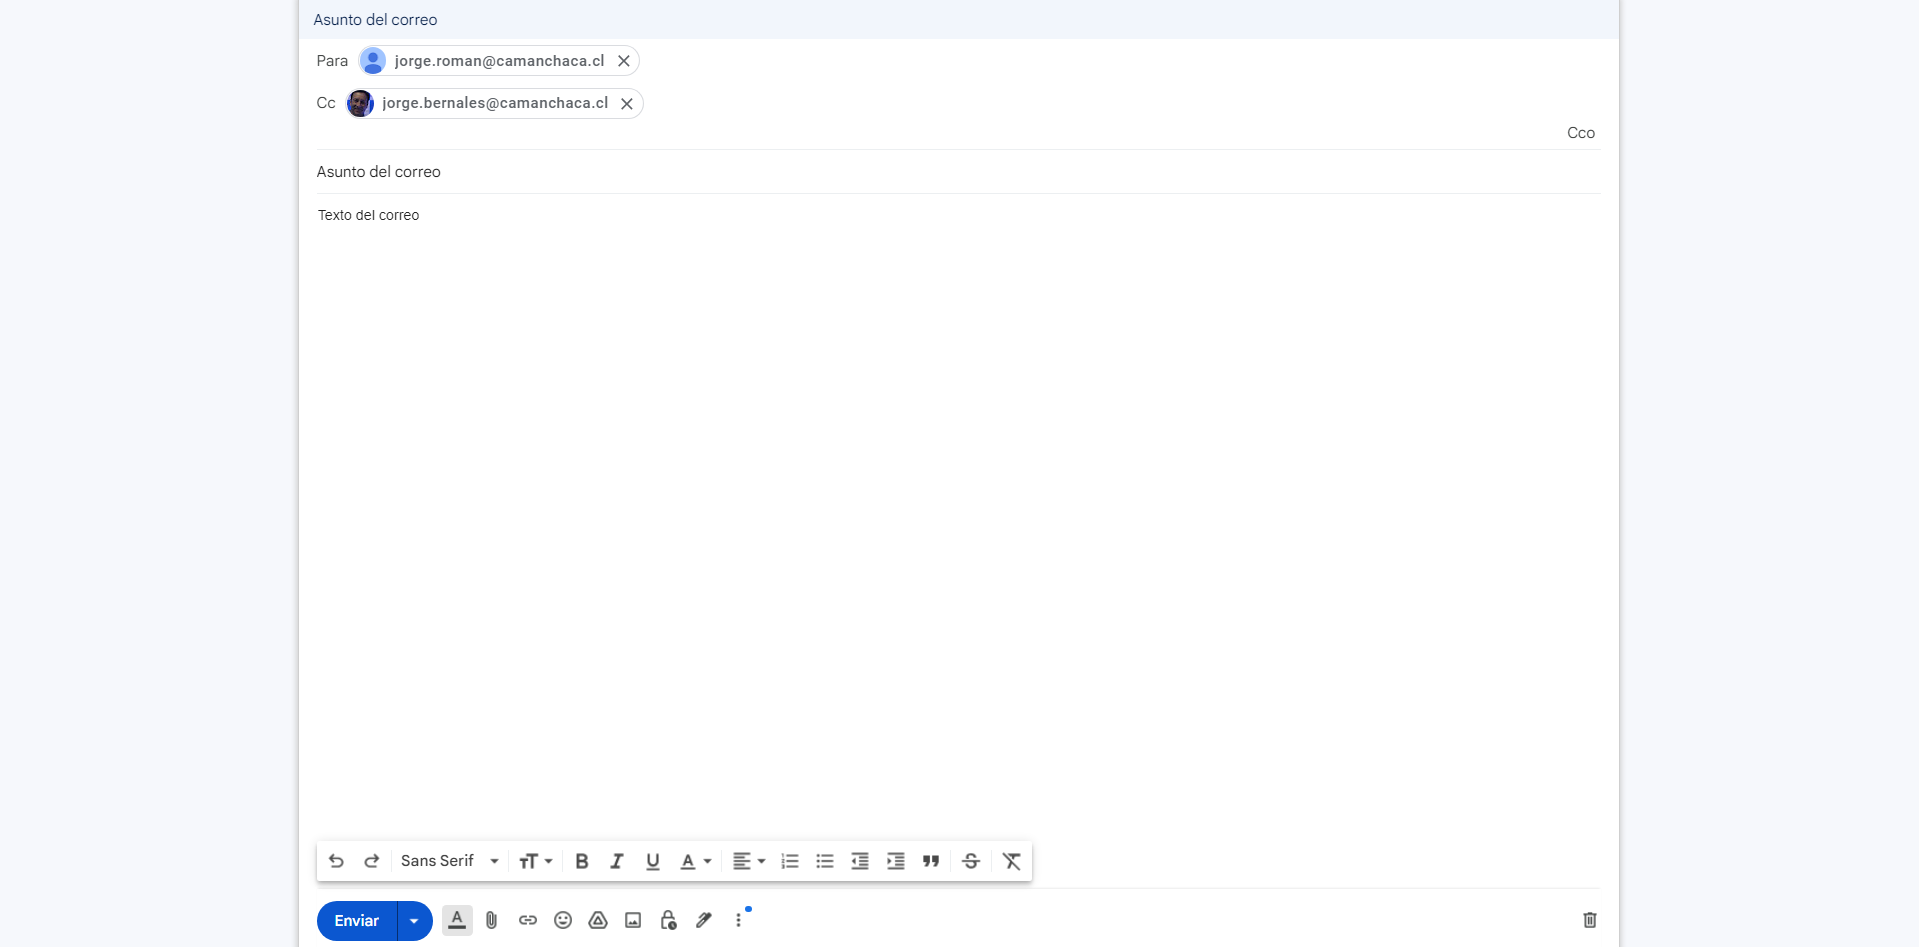 Asunto del correo
Para jorge.roman@camanchaca.cl
Cc jorge.bernales@camanchaca.cl
Cco
Asunto del correo
Texto del correo
Sans Serif
Enviar